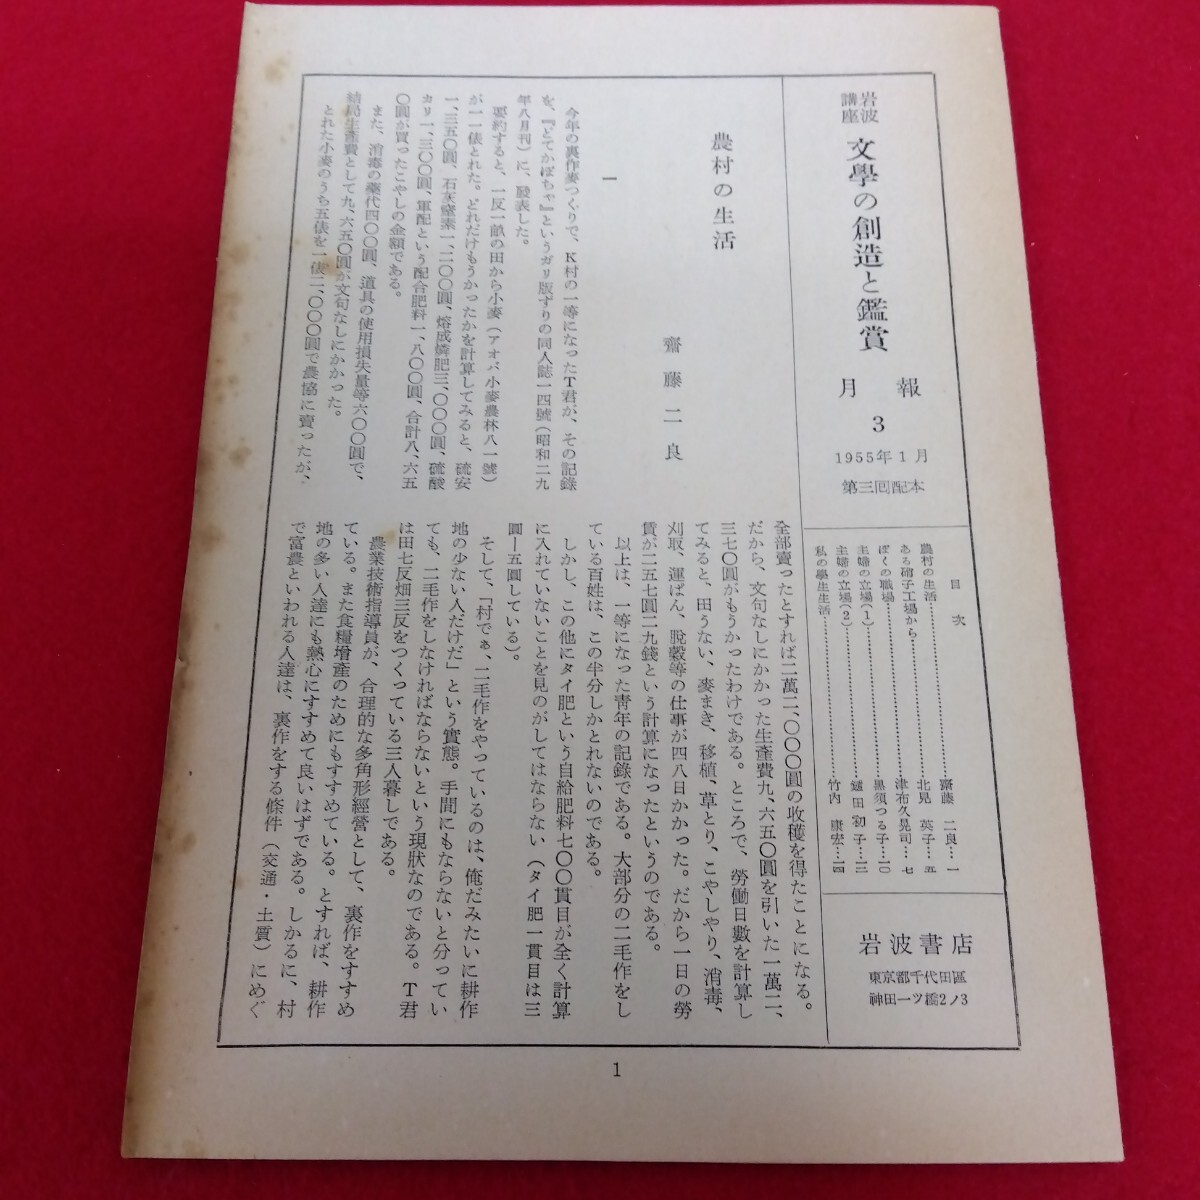 岩波
講座
文學の創造と鑑賞
月報
3
1955年1月
第三回配本
目次
農村の生活……齋藤二良…一
ある硝子工場から……北見英子…五
ぼくの職場……津布久晃司…七
主婦の立場(1)……黒須つる子…一〇
主婦の立場(2)……田初子…一二
私の學生生活……竹内康宏…一四
岩波書店
東京都千代田區
神田一ツ橋2ノ3
農村の生活
齋藤二良
一
今年の裏作麥つくりで、K村の一等になったT君が、その記錄
を、『どてかぼちゃ』というガリ版ずりの同人誌一四號(昭和二九
年八月刊)に、發表した。
要約すると、一反一畝の田から小麥(アオバ小麥農林八一號)
が一一俵とれた。どれだけもうかったかを計算してみると、硫安
一、三五〇圓、石灰窒素一、二〇〇圓、熔成燐肥三、〇〇〇圓、硫酸
カリ一、三〇〇圓、軍配という配合肥料一、八〇〇圓、合計八、六五
〇圓が買ったこやしの金額である。
また、消毒の藥代四〇〇圓、道具の使用損失量等六〇〇圓で、
結局生產費として九、六五〇圓が文句なしにかかった。
とれた小麥のうち五俵を一俵二、〇〇〇圓で農協に賣ったが、
全部賣ったとすれば二萬二、〇〇〇圓の收穫を得たことになる。
だから、文句なしにかかった生產費九、六五〇圓を引いた一萬二、
三七〇圓がもうかったわけである。ところで、勞働日數を計算し
てみると、田うない、麥まき、移植、草とり、こやしやり、消毒、
刈取、運ぱん、脫穀等の仕事が四八日かかった。だから一日の勞
賃が二五七圓二九錢という計算になったというのである。
以上は、一等になった靑年の記錄である。大部分の二毛作をし
ている百姓は、この半分しかとれないのである。
しかし、この他にタイ肥という自給肥料七〇〇貫目が全く計算
に入れていないことを見のがしてはならない(タイ肥一貫目は三
圓―五圓している)。
そして、「村でぁ、二毛作をやっているのは、俺だみたいに耕作
地の少ない人だけだ」という實態。手間にもならないと分ってい
ても、二毛作をしなければならないという現狀なのである。T君
は田七反畑三反をつくっている三人暮しである。
農業技術指導員が、合理的な多角形經營として、裏作をすすめ
ている。また食糧增產のためにもすすめている。とすれば、耕作
地の多い人達にも熱心にすすめて良いはずである。しかるに、村
で富農といわれる人達は、裏作をする條件(交通・土質)にめぐ
1